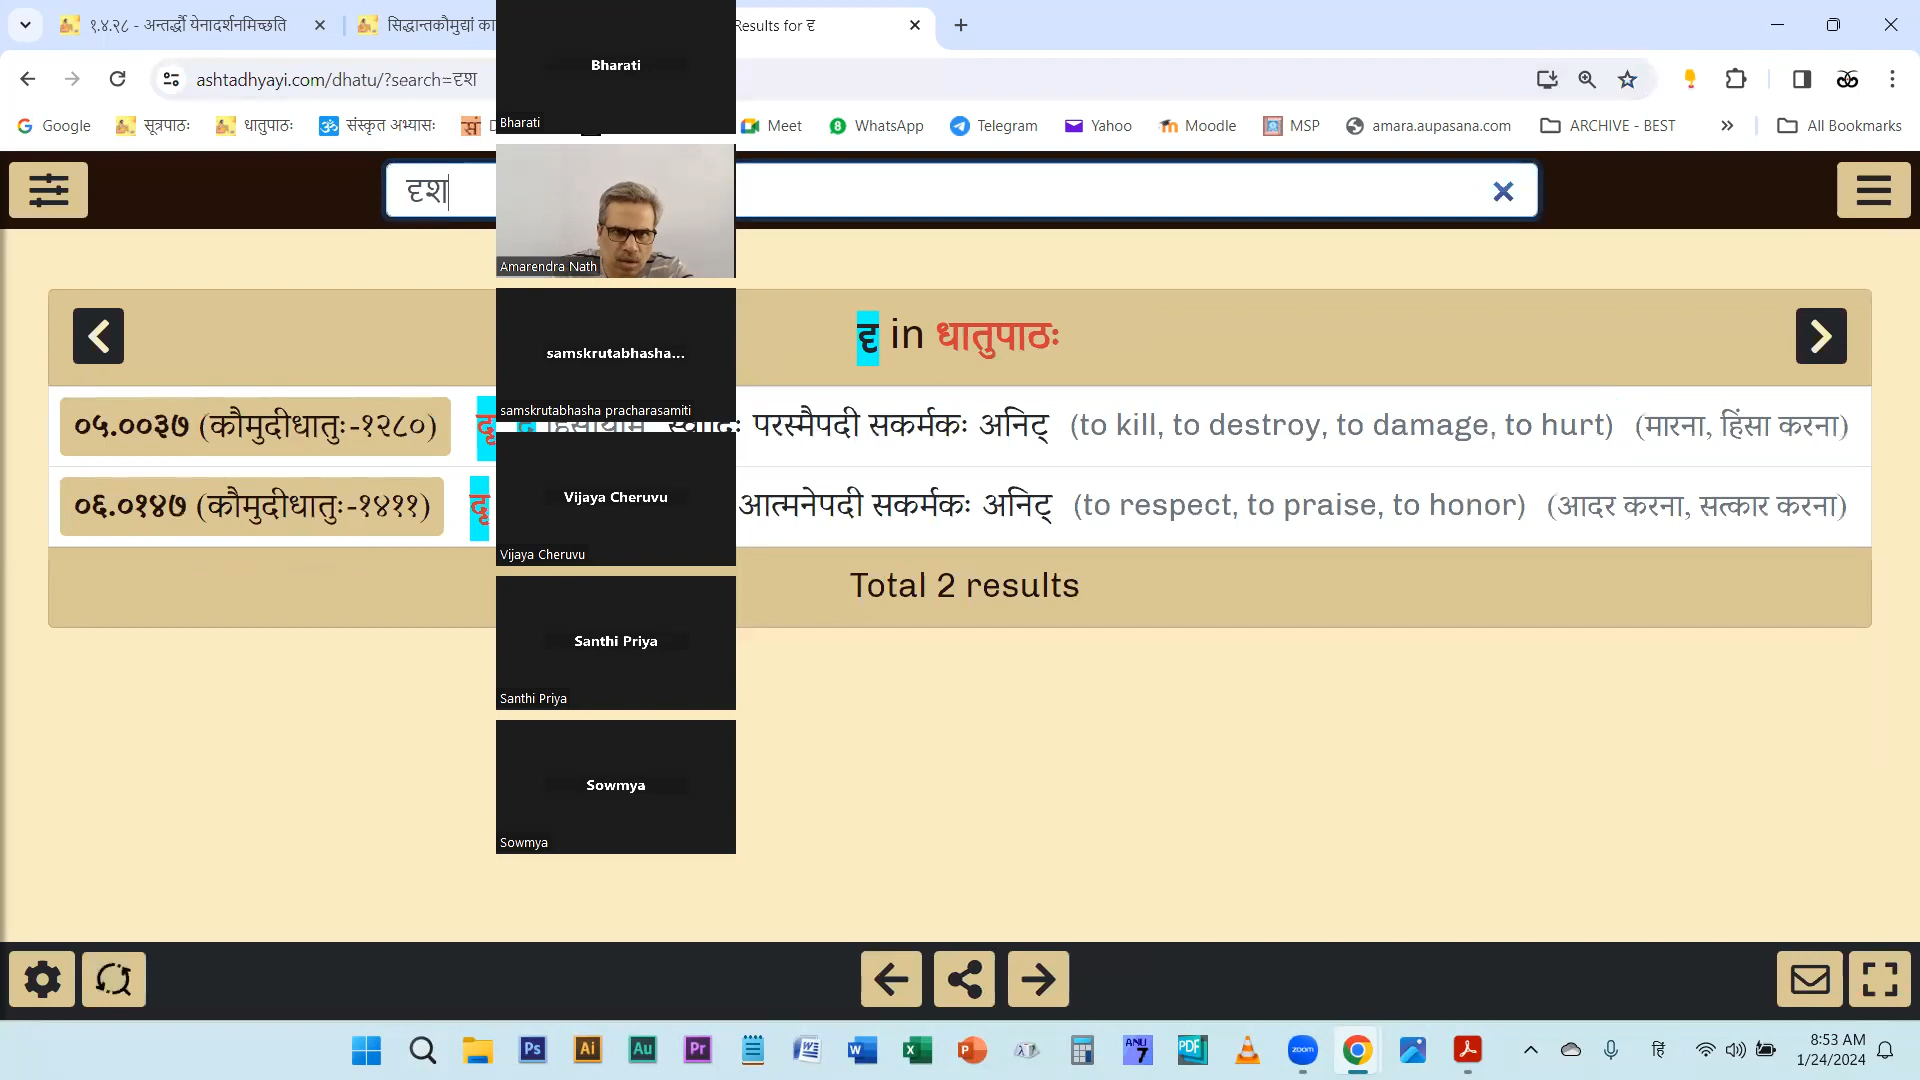 १.४.२८ - अन्तर्द्धौ येनादर्शनमिच्छति
सिद्धान्तकौमुद्यां का
Results for दृ
ashtadhyayi.com/dhatu/?search=दृश
Google
सूत्रपाठः
धातुपाठः
संस्कृत अभ्यासः
Meet
WhatsApp
Telegram
Yahoo
Moodle
MSP
amara.aupasana.com
ARCHIVE - BEST
All Bookmarks
दृश
Bharati
Bharati
Amarendra Nath
samskrutabhasha...
samskrutabhasha pracharasamiti
Vijaya Cheruvu
Vijaya Cheruvu
Santhi Priya
Santhi Priya
Sowmya
Sowmya
दृ in धातुपाठः
०५.००३७ (कौमुदीधातुः-१२८०) परस्मैपदी सकर्मकः अनिट् (to kill, to destroy, to damage, to hurt) (मारना, हिंसा करना)
०६.०१४७ (कौमुदीधातुः-१४११) दृ आत्मनेपदी सकर्मकः अनिट् (to respect, to praise, to honor) (आदर करना, सत्कार करना)
Total 2 results
Ps
Ai
Au
Pr
zoom
हिं
8:53 AM
1/24/2024